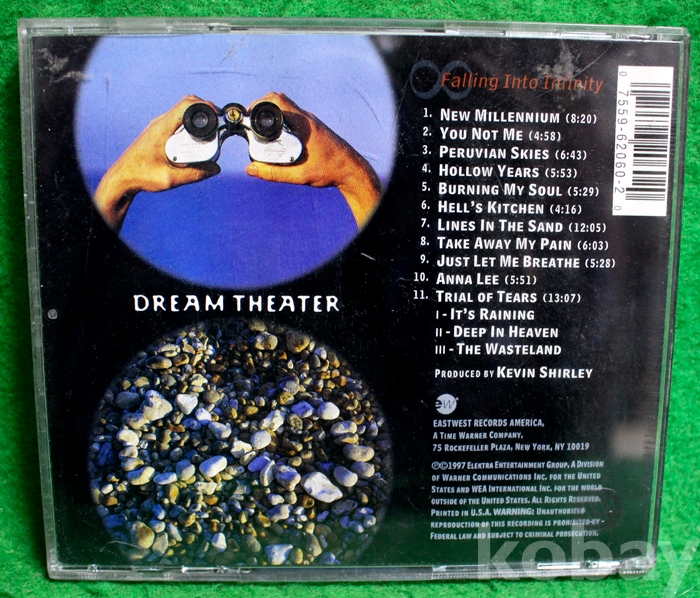 Falling Into Infinity
1. New Millennium (8:20)
2. You Not Me (4:58)
3. Peruvian Skies (6:43)
4. Hollow Years (5:53)
5. Burning My Soul (5:29)
6. Hell's Kitchen (4:16)
7. Lines In The Sand (12:05)
8. Take Away My Pain (6:03)
9. Just Let Me Breathe (5:28)
10. Anna Lee (5:51)
11. Trial of Tears (13:07)
I - It's Raining
II - Deep In Heaven
III - The Wasteland
Produced by Kevin Shirley
DREAM THEATER
0 7559-62060-2 0
ew
EastWest Records America,
A Time Warner Company,
75 Rockefeller Plaza, New York, NY 10019
℗©1997 Elektra Entertainment Group, A Division
of Warner Communications Inc. for the United
States and WEA International Inc. for the world
outside of the United States. All Rights Reserved.
Printed in U.S.A. WARNING: Unauthorized
reproduction of this recording is prohibited by
Federal law and subject to criminal prosecution.
kobay